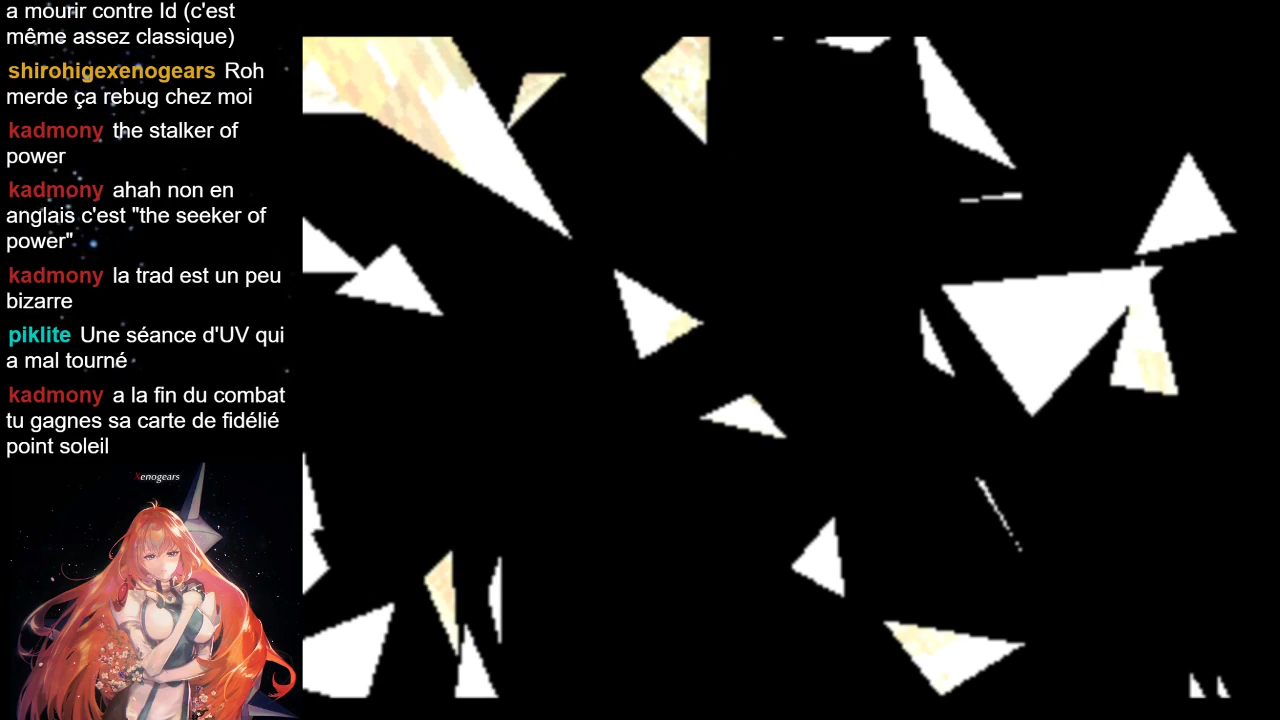 a mourir contre Id (c'est
même assez classique)
shirohigexenogears Roh
merde ça rebug chez moi
kadmony the stalker of
power
kadmony ahah non en
anglais c'est "the seeker of
power"
kadmony la trad est un peu
bizarre
piklite Une séance d'UV qui
a mal tourné
kadmony a la fin du combat
tu gagnes sa carte de fidélié
point soleil
Xenogears